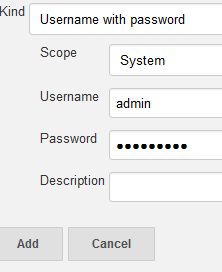 Kind Username with password
Scope System
Username admin
Password •••••••••
Description
Add Cancel